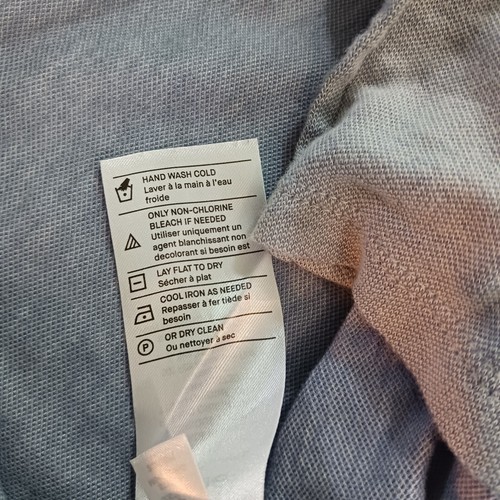 HAND WASH COLD
Laver à la main à l'eau
froide
ONLY NON-CHLORINE
BLEACH IF NEEDED
Utiliser uniquement un
agent blanchissant non
decolorant si besoin est
LAY FLAT TO DRY
Sécher à plat
COOL IRON AS NEEDED
Repasser à fer tiède si
besoin
P
OR DRY CLEAN
Ou nettoyer à sec